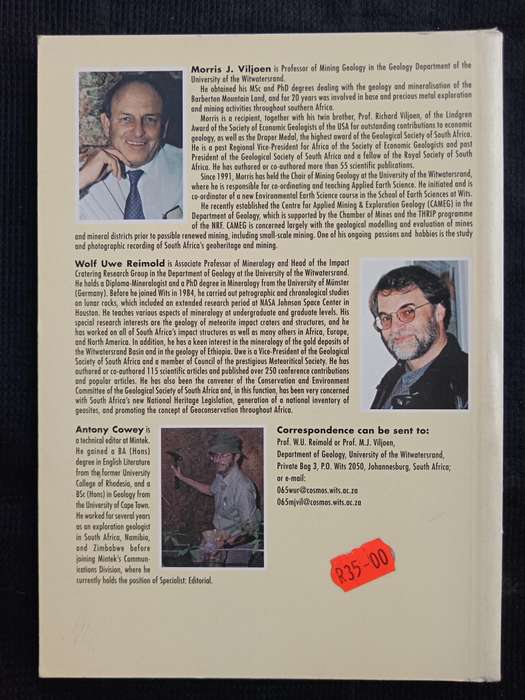 Morris J. Viljoen is Professor of Mining Geology in the Geology Department of the
University of the Witwatersrand.
He obtained his MSc and PhD degrees dealing with the geology and mineralisation of the
Barberton Mountain Land, and for 20 years was involved in base and precious metal exploration
and mining activities throughout southern Africa.
Morris is a recipient, together with his twin brother, Prof. Richard Viljoen, of the Lindgren
Award of the Society of Economic Geologists of the USA for outstanding contributions to economic
geology, as well as the Draper Medal, the highest award of the Geological Society of South Africa.
He is a past Regional Vice-President for Africa of the Society of Economic Geologists and past
President of the Geological Society of South Africa and a fellow of the Royal Society of South
Africa. He has authored or co-authored more than 55 scientific publications.
Since 1991, Morris has held the Chair of Mining Geology at the University of the Witwatersrand,
where he is responsible for co-ordinating and teaching Applied Earth Science. He initiated and is
co-ordinator of a new Environmental Earth Science course in the School of Earth Sciences at Wits.
He recently established the Centre for Applied Mining & Exploration Geology (CAMEG) in the
Department of Geology, which is supported by the Chamber of Mines and the THRIP programme
of the NRF. CAMEG is concerned largely with the geological modelling and evaluation of mines
and mineral districts prior to possible renewed mining, including small-scale mining. One of his ongoing passions and hobbies is the study
and photographic recording of South Africa's geoheritage and mining.
Wolf Uwe Reimold is Associate Professor of Mineralogy and Head of the Impact
Cratering Research Group in the Department of Geology at the University of the Witwatersrand.
He holds a Diploma-Mineralogist and a PhD degree in Mineralogy from the University of Münster
(Germany). Before he joined Wits in 1984, he carried out petrographic and chronological studies
on lunar rocks, which included an extended research period at NASA Johnson Space Center in
Houston. He teaches various aspects of mineralogy at undergraduate and graduate levels. His
special research interests are the geology of meteorite impact craters and structures, and he
has worked on all of South Africa's impact structures as well as many others in Africa, Europe,
and North America. In addition, he has a keen interest in the mineralogy of the gold deposits of
the Witwatersrand Basin and in the geology of Ethiopia. Uwe is a Vice-President of the Geological
Society of South Africa and a member of Council of the prestigious Meteoritical Society. He has
authored or co-authored 115 scientific articles and published over 250 conference contributions
and popular articles. He has also been the convener of the Conservation and Environment
Committee of the Geological Society of South Africa and, in this function, has been very concerned
with South Africa's new National Heritage Legislation, generation of a national inventory of
geosites, and promoting the concept of Geoconservation throughout Africa.
Antony Cowey is
a technical editor at Mintek.
He gained a BA (Hons)
degree in English Literature
from the former University
College of Rhodesia, and a
BSc (Hons) in Geology from
the University of Cape Town.
He worked for several years
as an exploration geologist
in South Africa, Namibia,
and Zimbabwe before
joining Mintek's Commun-
ications Division, where he
currently holds the position of Specialist: Editorial.
Correspondence can be sent to:
Prof. W.U. Reimold or Prof. M.J. Viljoen,
Department of Geology, University of the Witwatersrand,
Private Bag 3, P.O. Wits 2050, Johannesburg, South Africa;
or e-mail:
065wur@cosmos.wits.ac.za
065mjvil@cosmos.wits.ac.za
R35-00